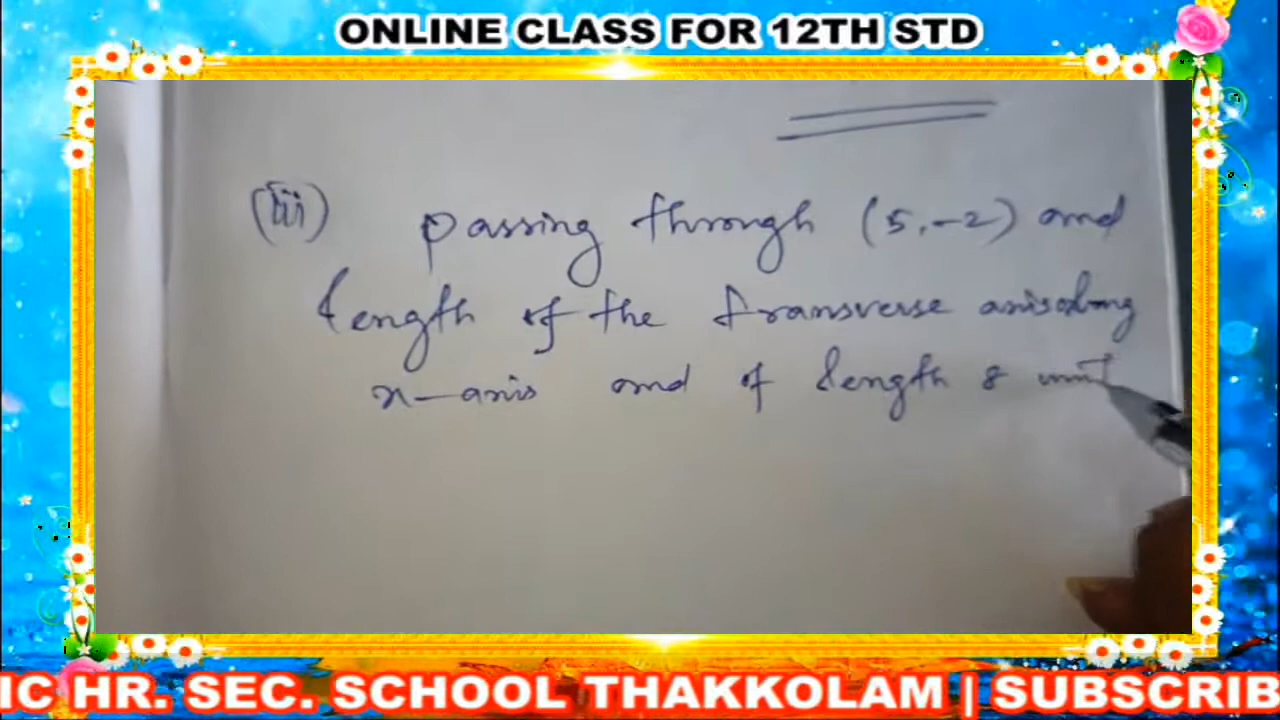 ONLINE CLASS FOR 12TH STD
(iii) passing through (5,-2) and
length of the transverse axis along
x-axis and of length 8 unit
IC HR. SEC. SCHOOL THAKKOLAM | SUBSCRIB